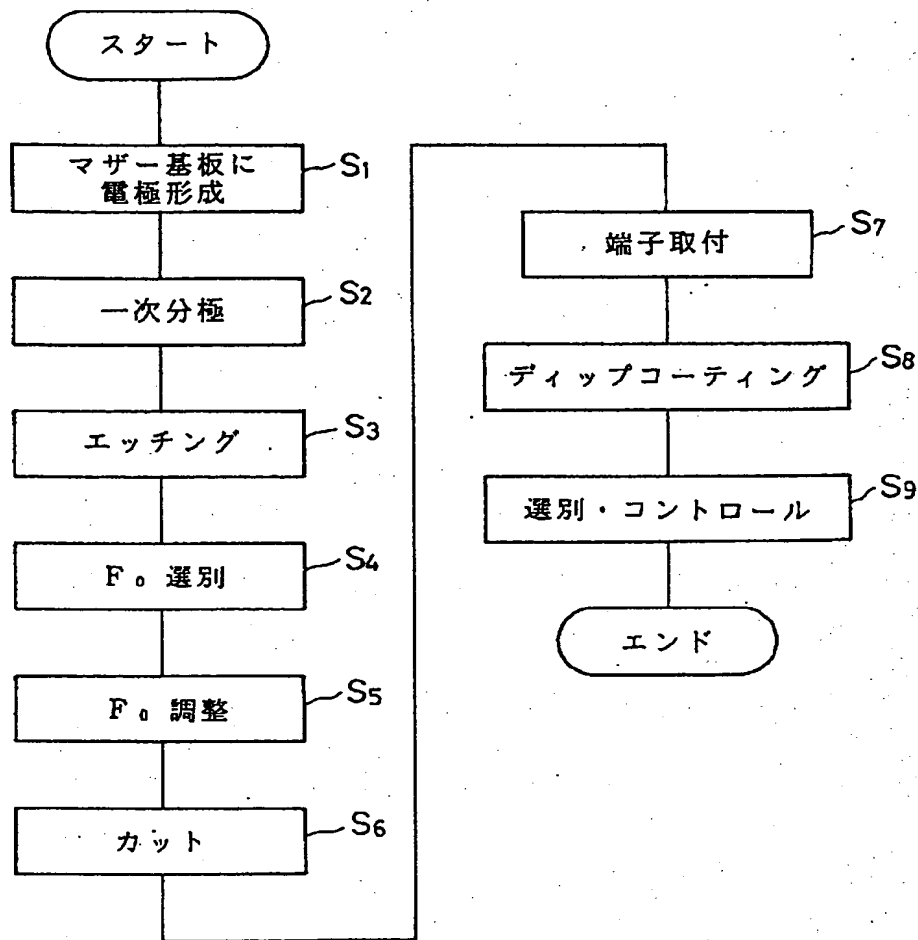 スタート
マザー基板に
電極形成
S1
一次分極
S2
エッチング
S3
F0 選別
S4
F0 調整
S5
カット
S6
端子取付
S7
ディップコーティング
S8
選別・コントロール
S9
エンド